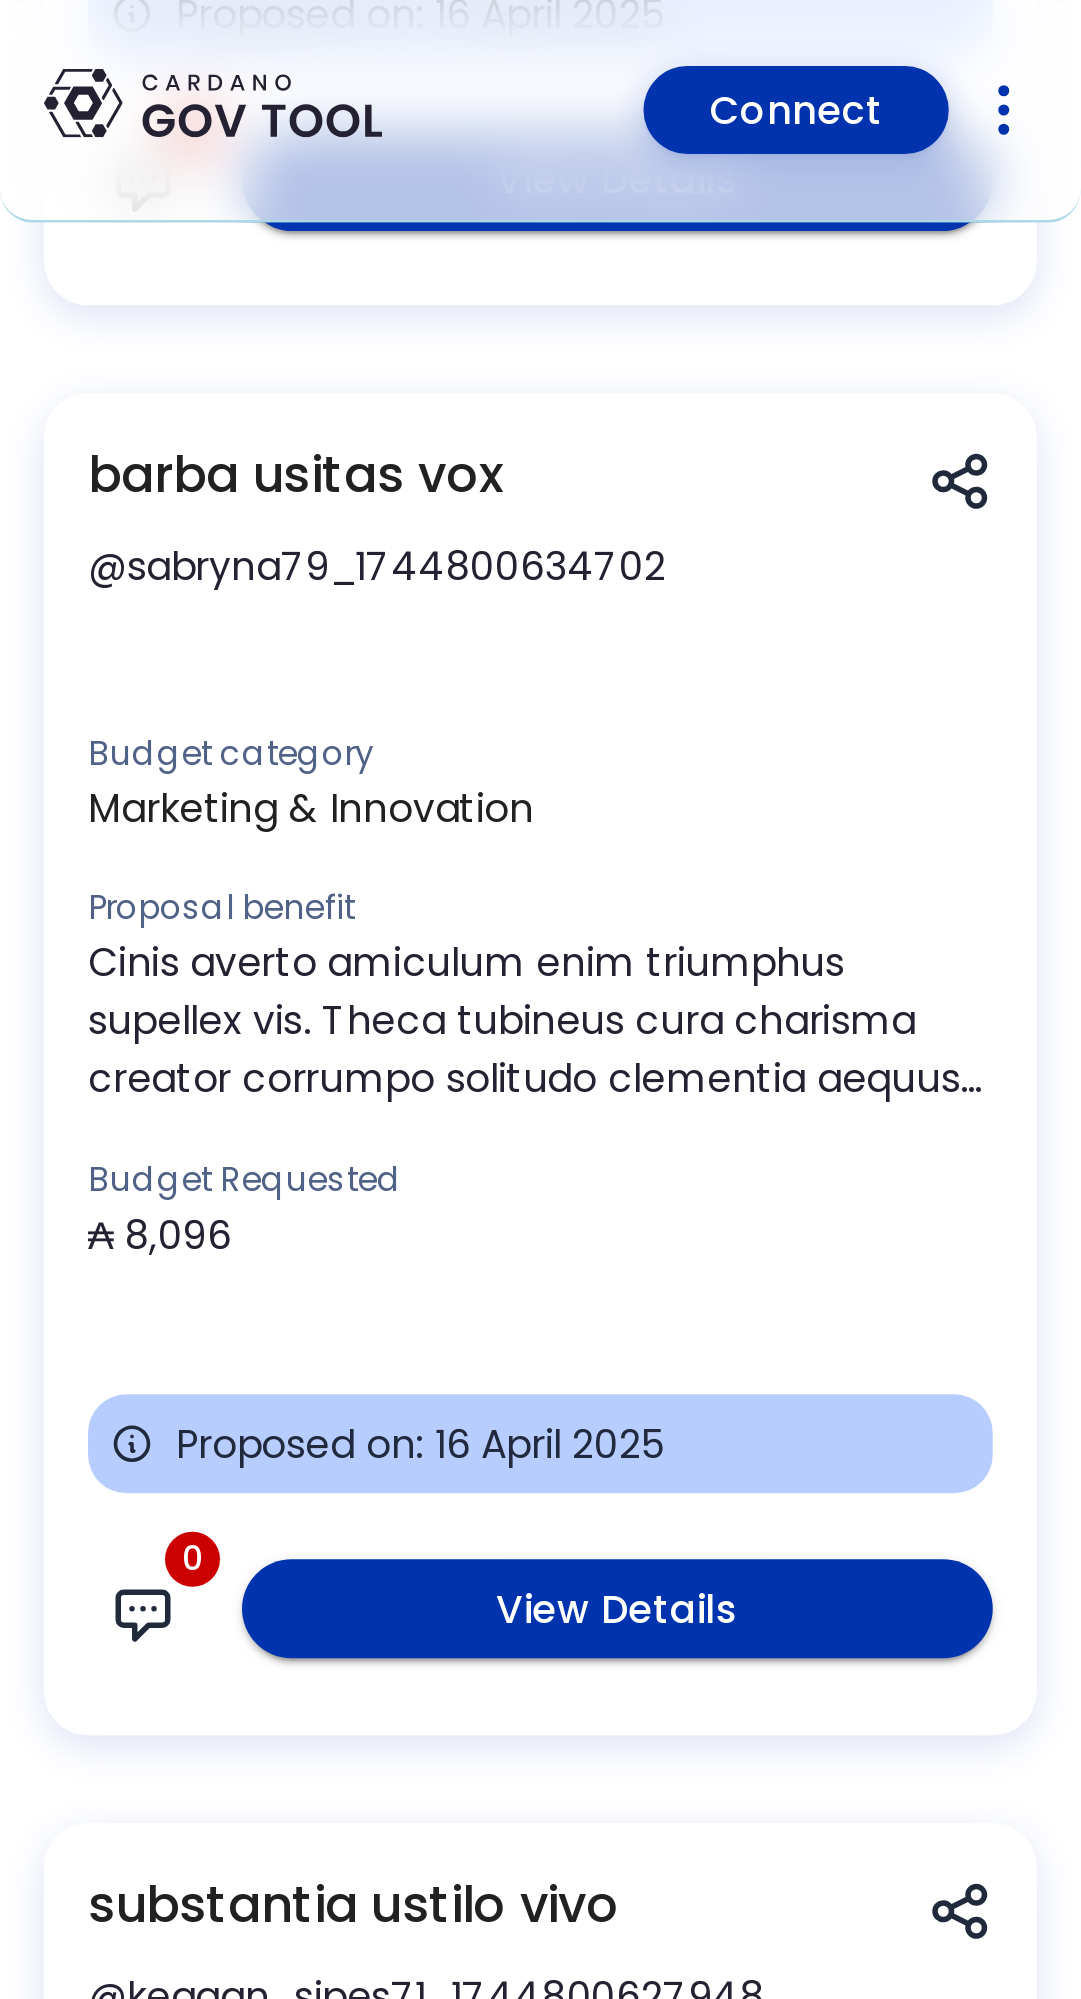 Proposed on: 16 April 2025
CARDANO
GOV TOOL
Connect
View Details
barba usitas vox
@sabryna79_1744800634702
Budget category
Marketing & Innovation
Proposal benefit
Cinis averto amiculum enim triumphus
supellex vis. Theca tubineus cura charisma
creator corrumpo solitudo clementia aequus...
Budget Requested
₳ 8,096
Proposed on: 16 April 2025
0
View Details
substantia ustilo vivo
@keagan_sipes71_1744800627948